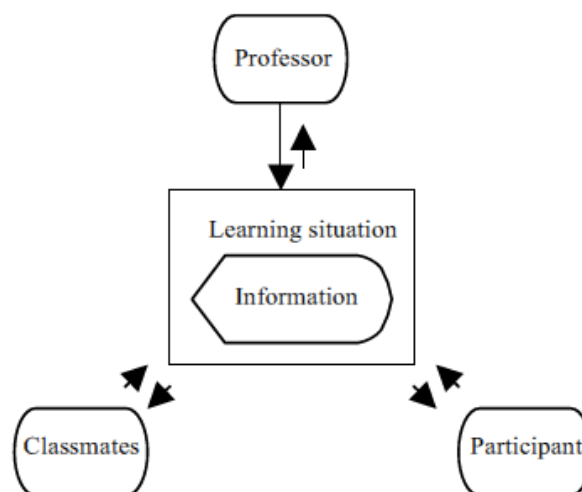 Professor
Learning situation
Information
Classmates
Participant